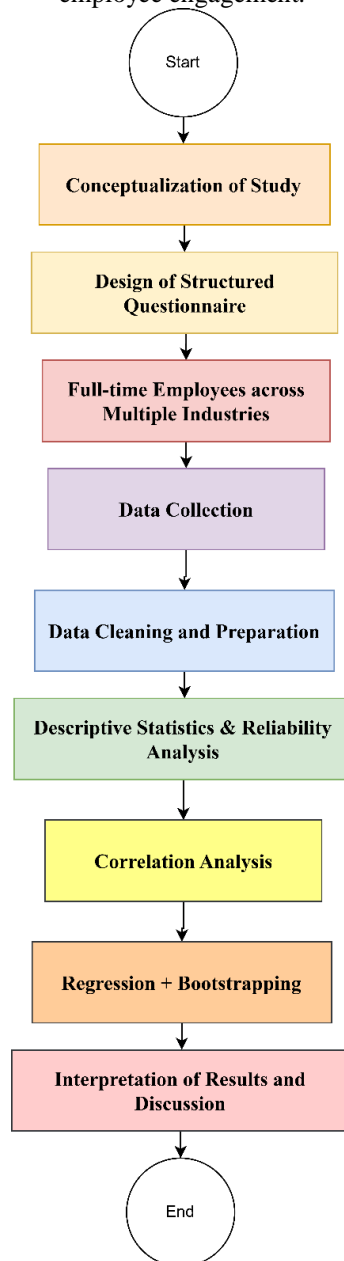 employee engagement.
Start
Conceptualization of Study
Design of Structured
Questionnaire
Full-time Employees across
Multiple Industries
Data Collection
Data Cleaning and Preparation
Descriptive Statistics & Reliability
Analysis
Correlation Analysis
Regression + Bootstrapping
Interpretation of Results and
Discussion
End